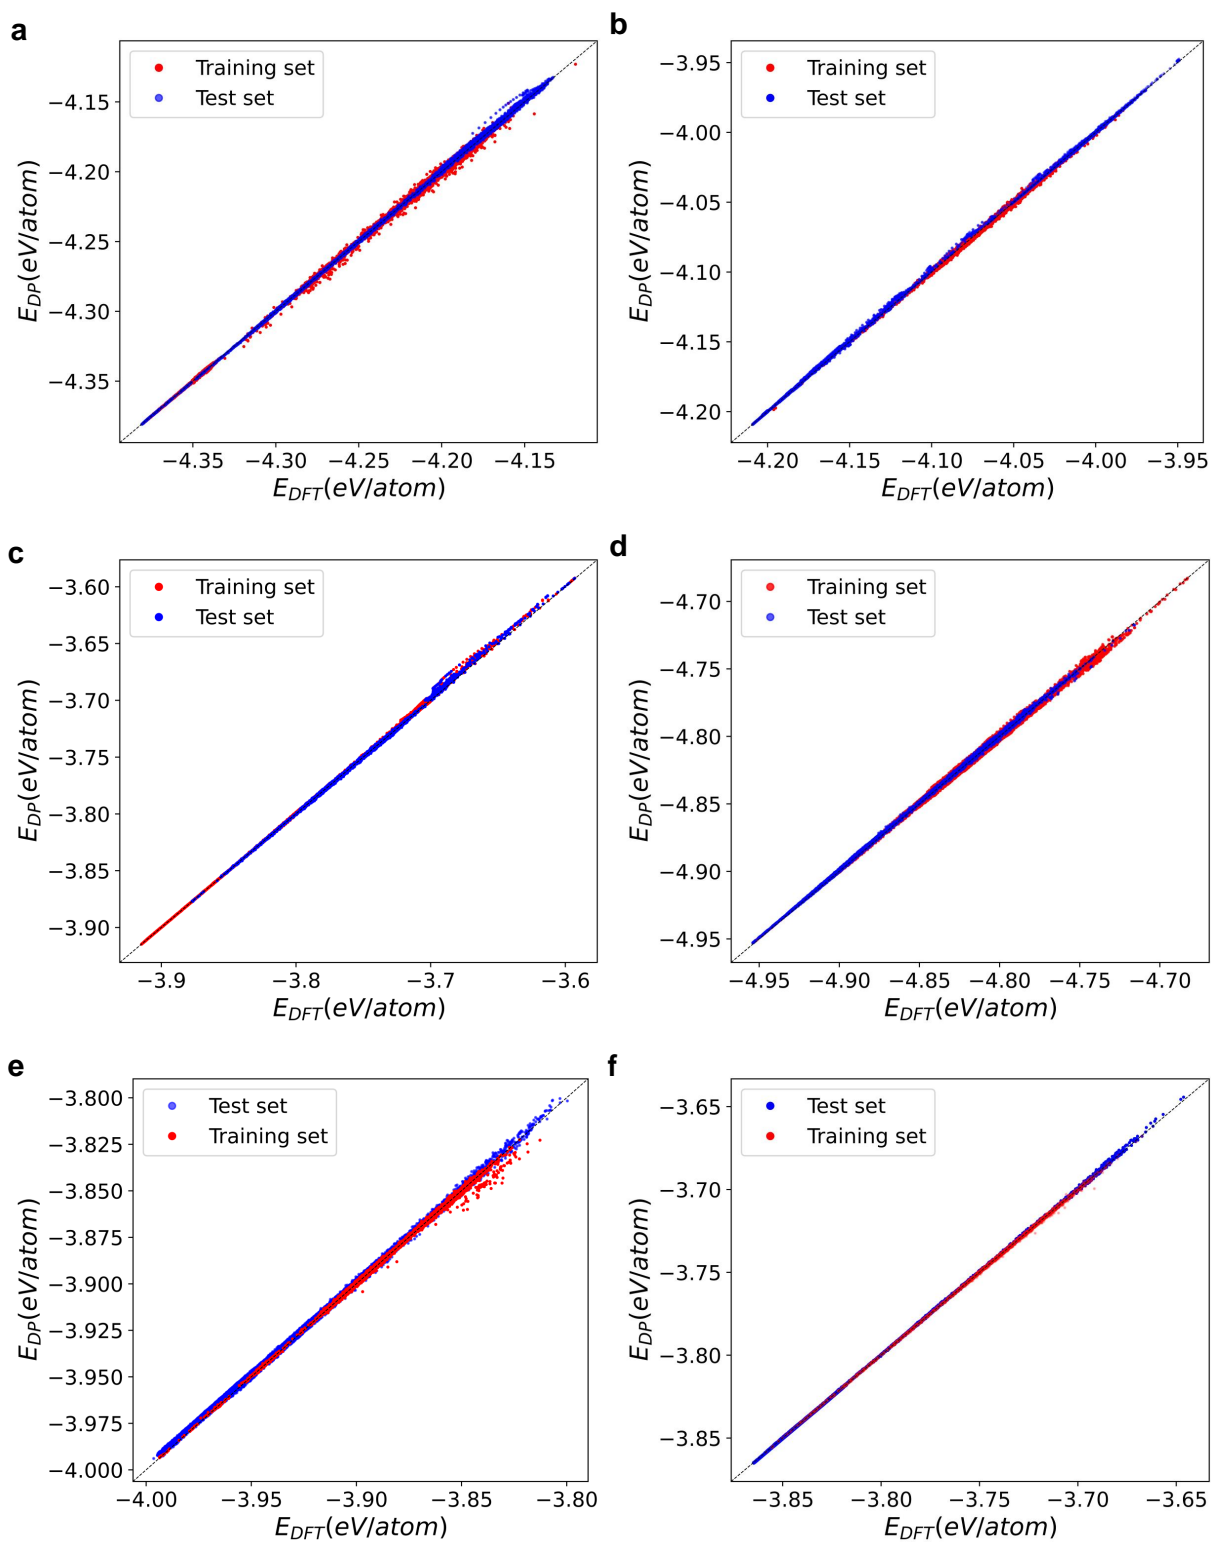 a
Training set
Test set
−4.15
−4.20
−4.25
−4.30
−4.35
E_DP(eV/atom)
−4.35 −4.30 −4.25 −4.20 −4.15
E_DFT(eV/atom)
b
Training set
Test set
−3.95
−4.00
−4.05
−4.10
−4.15
−4.20
E_DP(eV/atom)
−4.20 −4.15 −4.10 −4.05 −4.00 −3.95
E_DFT(eV/atom)
c
Training set
Test set
−3.60
−3.65
−3.70
−3.75
−3.80
−3.85
−3.90
E_DP(eV/atom)
−3.9 −3.8 −3.7 −3.6
E_DFT(eV/atom)
d
Training set
Test set
−4.70
−4.75
−4.80
−4.85
−4.90
−4.95
E_DP(eV/atom)
−4.95 −4.90 −4.85 −4.80 −4.75 −4.70
E_DFT(eV/atom)
e
Test set
Training set
−3.800
−3.825
−3.850
−3.875
−3.900
−3.925
−3.950
−3.975
−4.000
E_DP(eV/atom)
−4.00 −3.95 −3.90 −3.85 −3.80
E_DFT(eV/atom)
f
Test set
Training set
−3.65
−3.70
−3.75
−3.80
−3.85
E_DP(eV/atom)
−3.85 −3.80 −3.75 −3.70 −3.65
E_DFT(eV/atom)